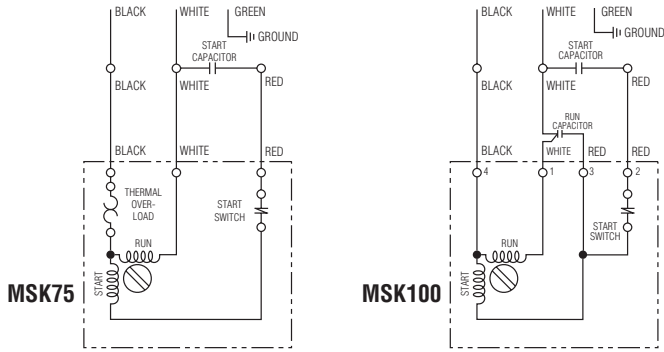 BLACK
WHITE
GREEN
GROUND
START
CAPACITOR
BLACK
WHITE
RED
BLACK
WHITE
RED
THERMAL
OVER-
LOAD
START
SWITCH
RUN
START
MSK75
BLACK
WHITE
GREEN
GROUND
START
CAPACITOR
BLACK
WHITE
RED
RUN
CAPACITOR
BLACK
WHITE
RED
RED
4
1
3
2
START
SWITCH
RUN
START
MSK100